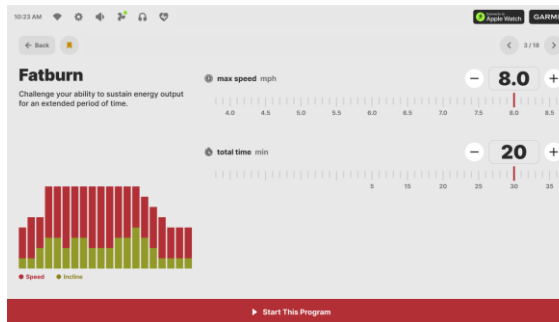 10:23 AM
Apple Watch
GARMI
← Back
3 / 18
Fatburn
Challenge your ability to sustain energy output
for an extended period of time.
max speed mph
8.0
4.0 4.5 5.0 5.5 6.0 6.5 7.0 7.5 8.0 8.5
total time min
20
5 15 20 25 30 35
Speed Incline
Start This Program